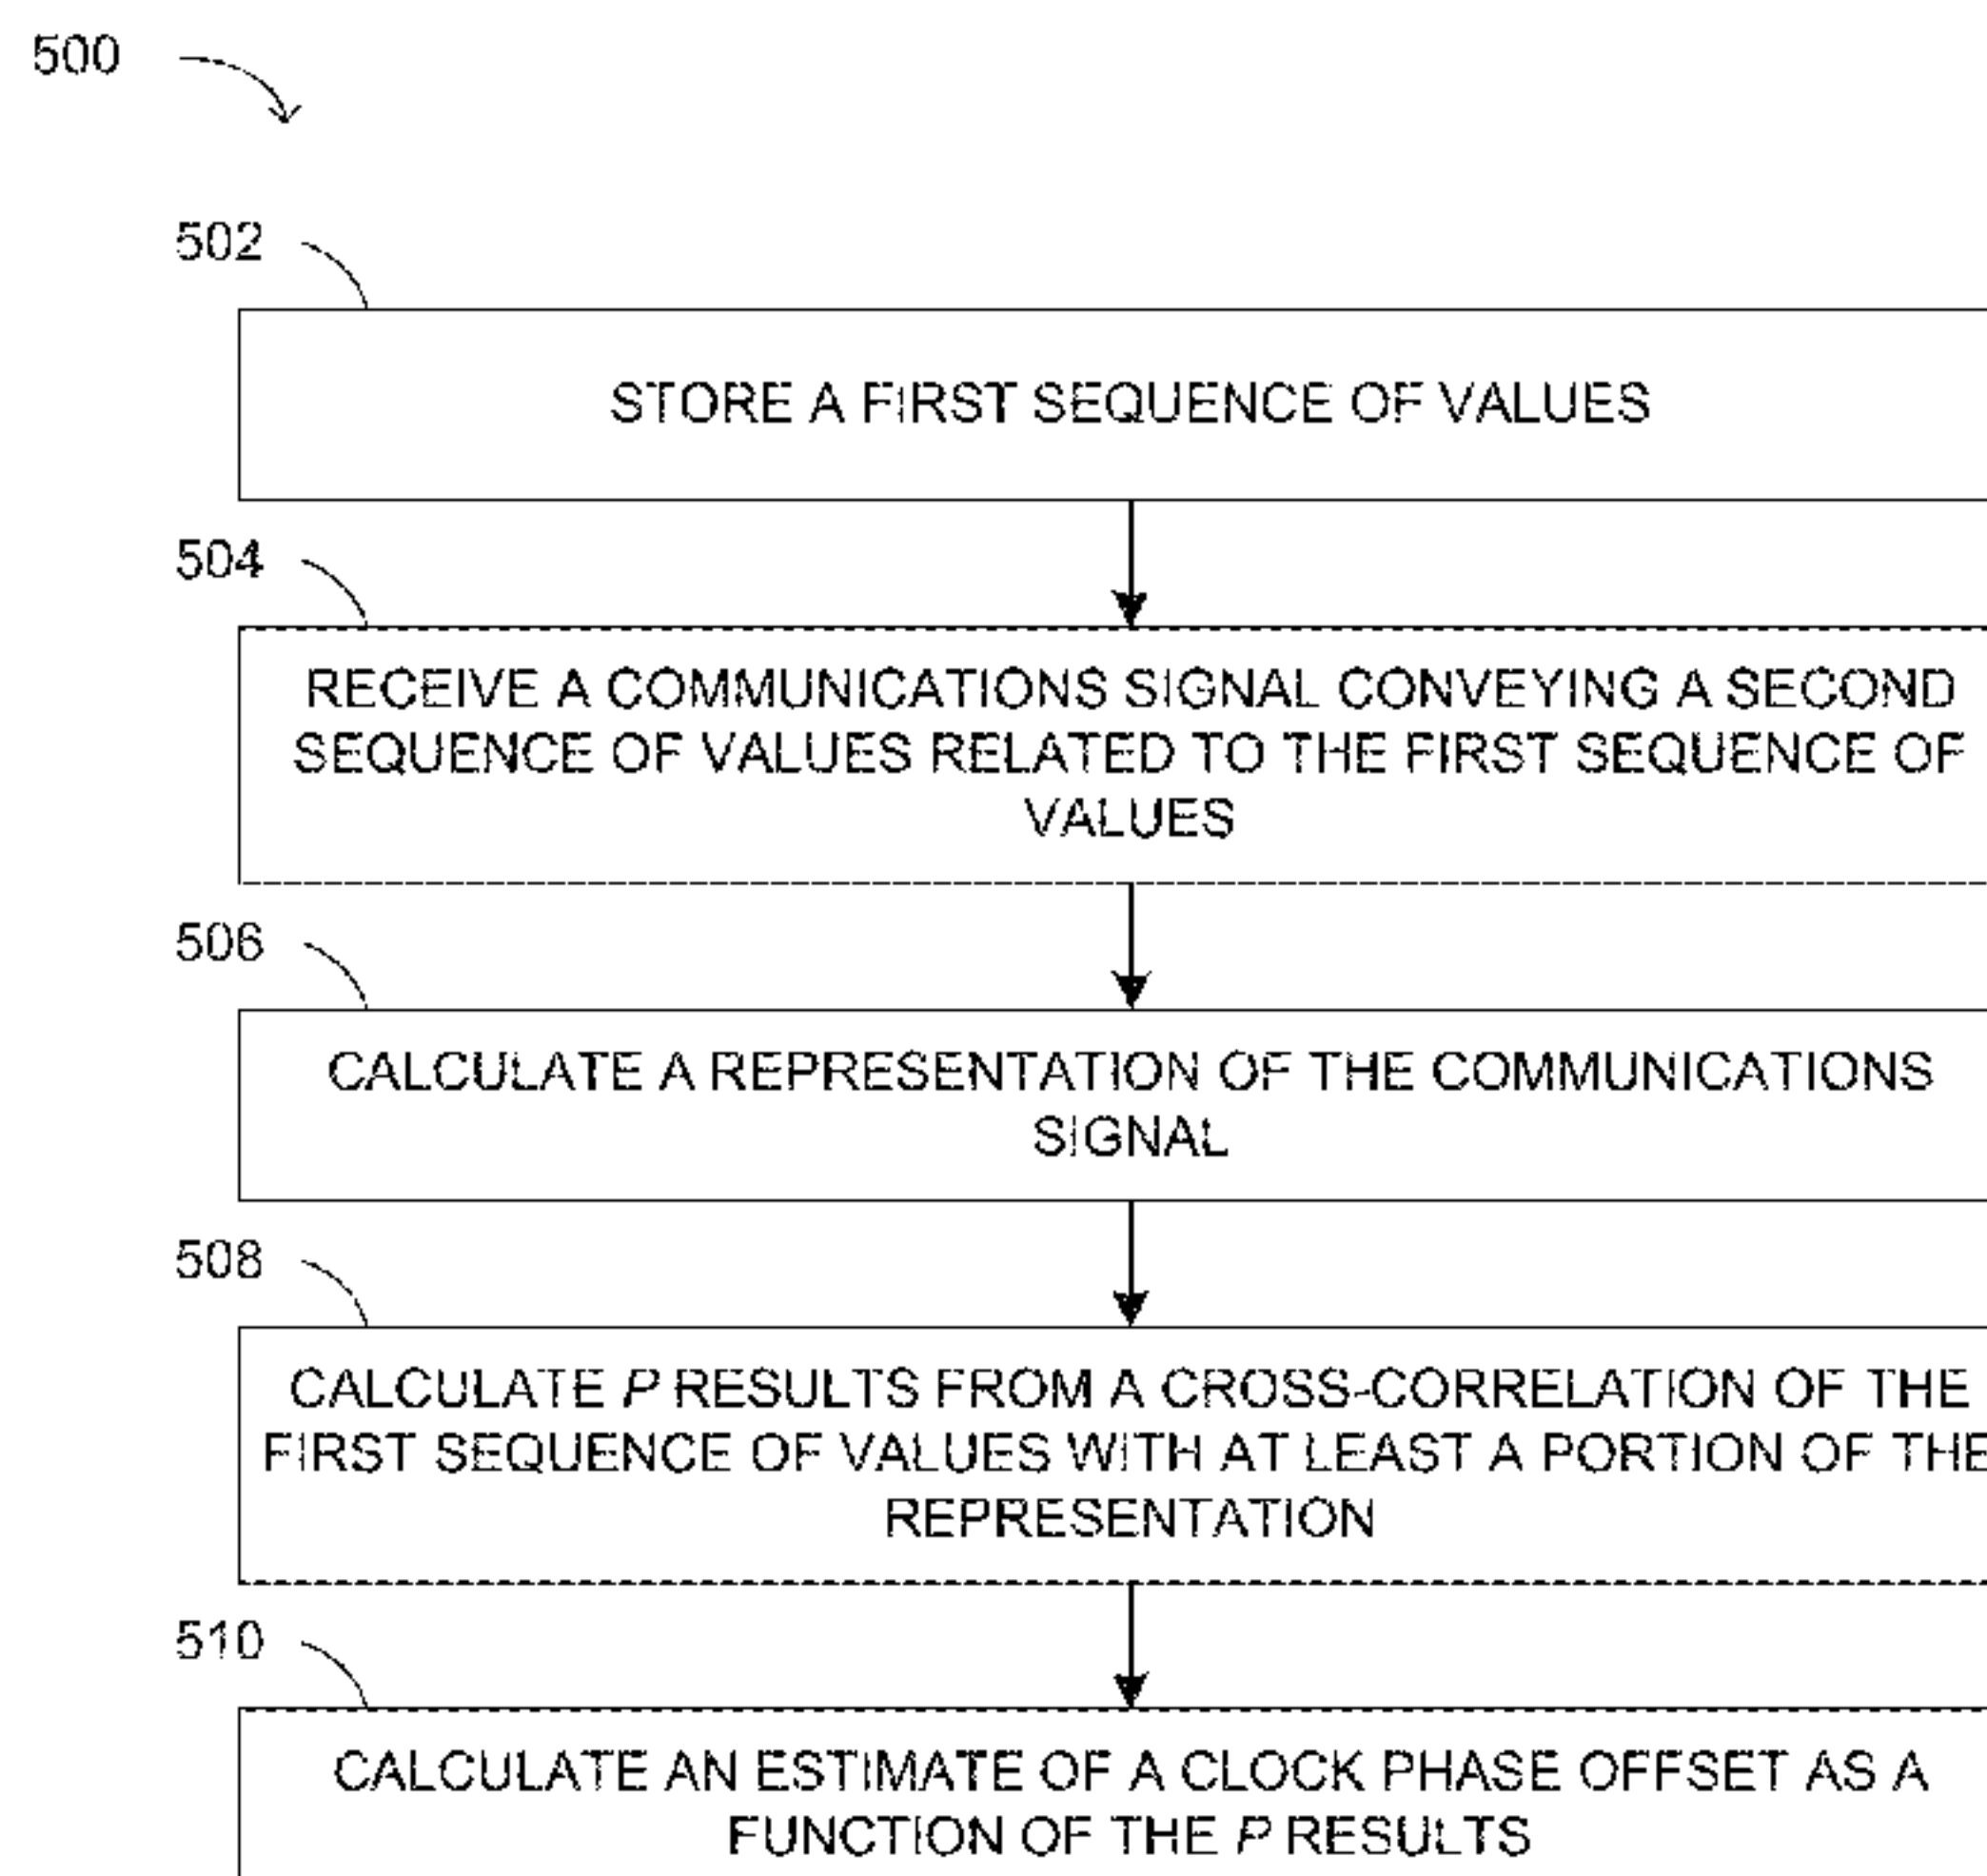 500
502
STORE A FIRST SEQUENCE OF VALUES
504
RECEIVE A COMMUNICATIONS SIGNAL CONVEYING A SECOND
SEQUENCE OF VALUES RELATED TO THE FIRST SEQUENCE OF
VALUES
506
CALCULATE A REPRESENTATION OF THE COMMUNICATIONS
SIGNAL
508
CALCULATE P RESULTS FROM A CROSS-CORRELATION OF THE
FIRST SEQUENCE OF VALUES WITH AT LEAST A PORTION OF THE
REPRESENTATION
510
CALCULATE AN ESTIMATE OF A CLOCK PHASE OFFSET AS A
FUNCTION OF THE P RESULTS